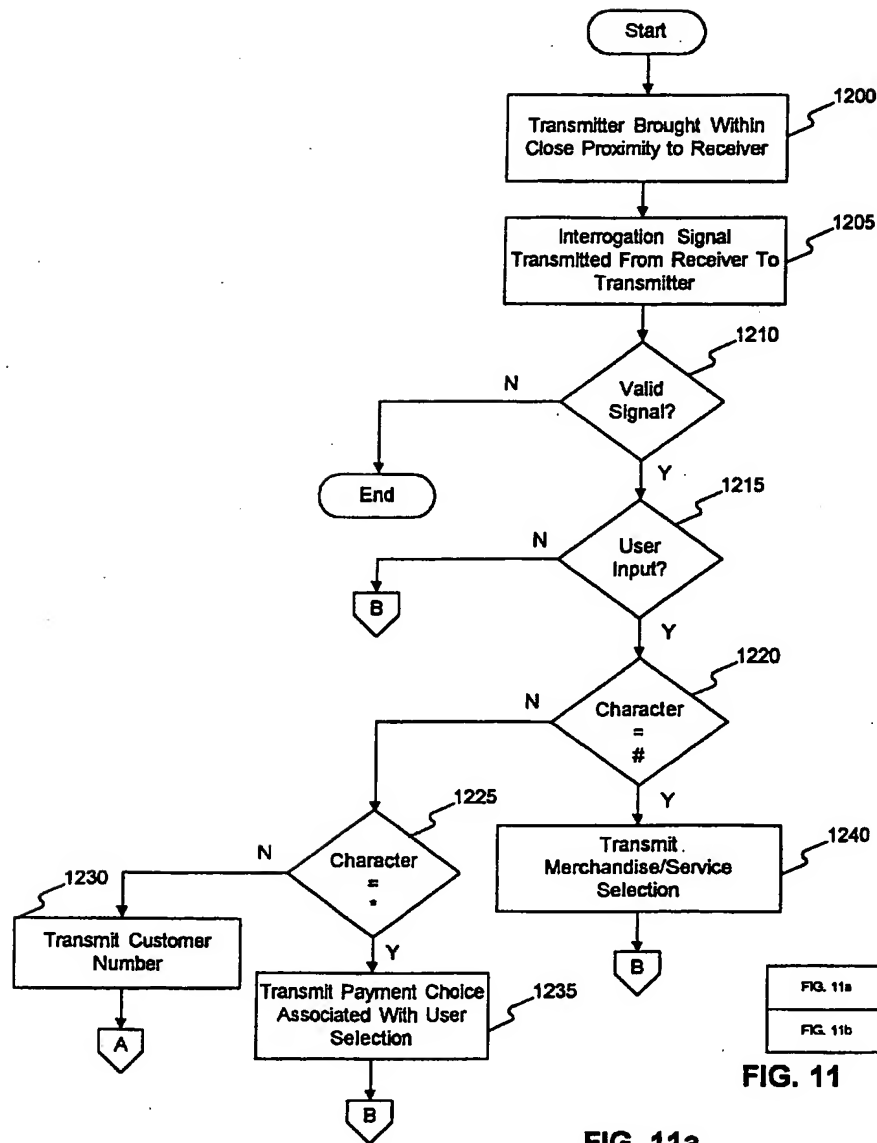 Start
1200
Transmitter Brought Within
Close Proximity to Receiver
1205
Interrogation Signal
Transmitted From Receiver To
Transmitter
1210
Valid
Signal?
N
Y
End
1215
User
Input?
N
B
Y
1220
Character
=
#
N
Y
1225
Character
=
*
N
Y
1240
Transmit
Merchandise/Service
Selection
B
1230
Transmit Customer
Number
A
1235
Transmit Payment Choice
Associated With User
Selection
B
FIG. 11a
FIG. 11b
FIG. 11
FIG. 11a